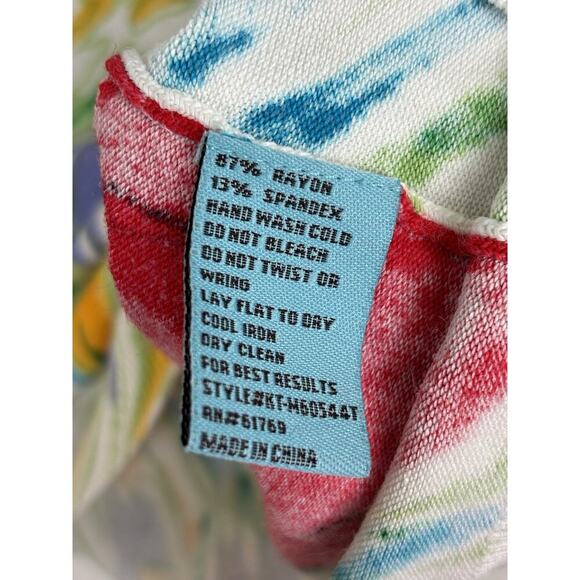 87% RAYON
13% SPANDEX
HAND WASH COLD
DO NOT BLEACH
DO NOT TWIST OR
WRING
LAY FLAT TO DRY
COOL IRON
DRY CLEAN
FOR BEST RESULTS
STYLE#KT-M60544T
RN#61769
MADE IN CHINA